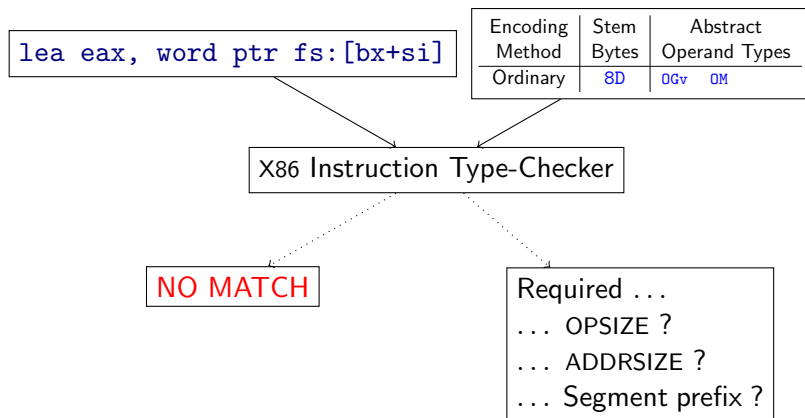 lea eax, word ptr fs:[bx+si]
Encoding Stem Abstract
Method Bytes Operand Types
Ordinary 8D OGv OM
X86 Instruction Type-Checker
NO MATCH
Required ...
... OPSIZE ?
... ADDRSIZE ?
... Segment prefix ?